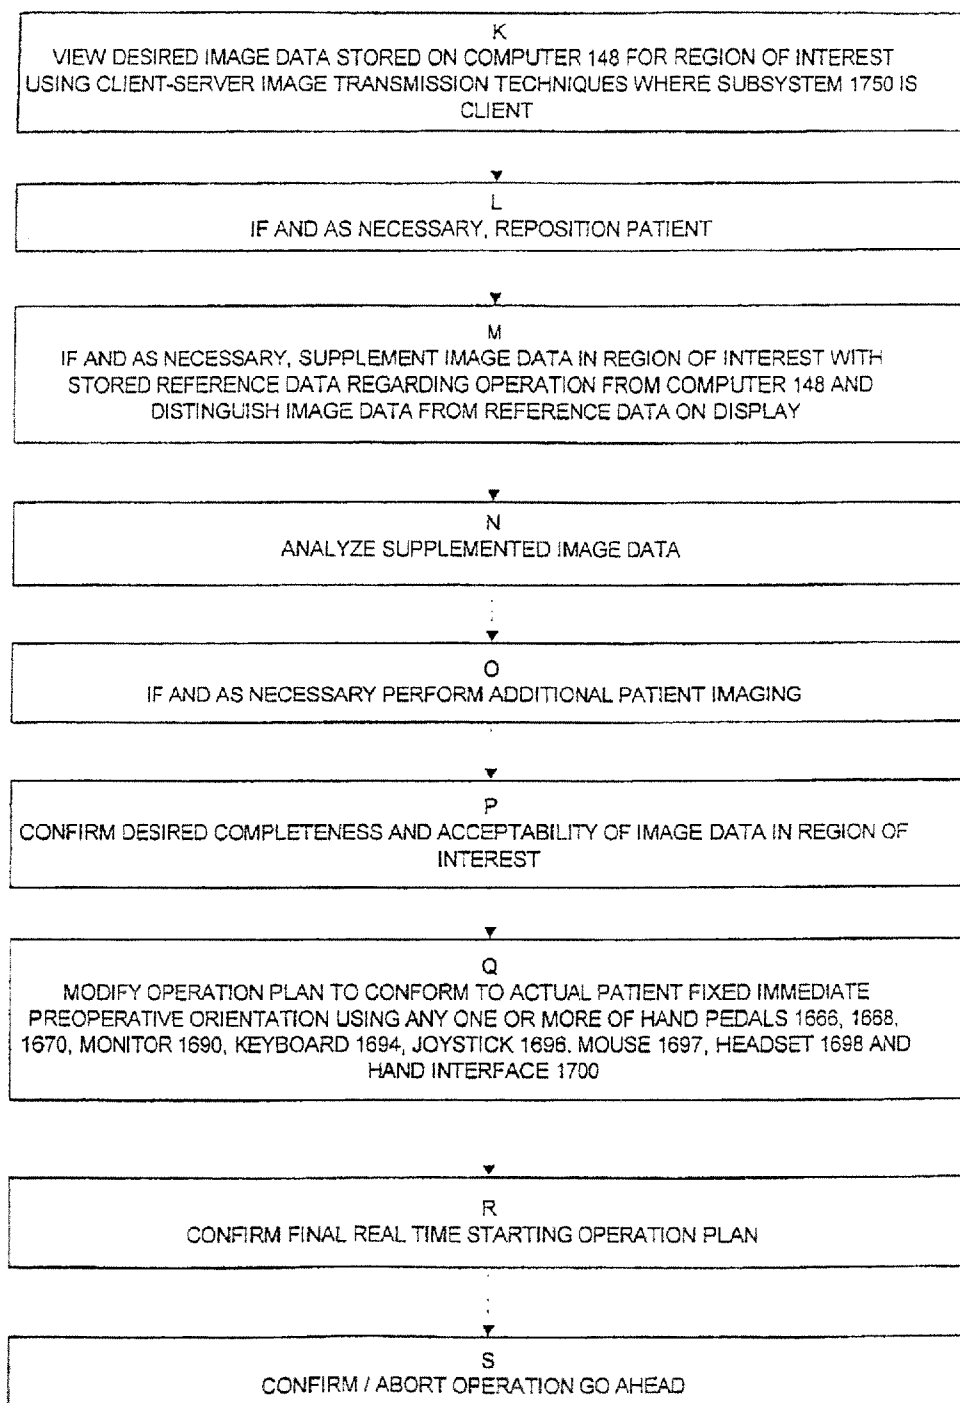 K
VIEW DESIRED IMAGE DATA STORED ON COMPUTER 148 FOR REGION OF INTEREST
USING CLIENT-SERVER IMAGE TRANSMISSION TECHNIQUES WHERE SUBSYSTEM 1750 IS
CLIENT
L
IF AND AS NECESSARY, REPOSITION PATIENT
M
IF AND AS NECESSARY, SUPPLEMENT IMAGE DATA IN REGION OF INTEREST WITH
STORED REFERENCE DATA REGARDING OPERATION FROM COMPUTER 148 AND
DISTINGUISH IMAGE DATA FROM REFERENCE DATA ON DISPLAY
N
ANALYZE SUPPLEMENTED IMAGE DATA
O
IF AND AS NECESSARY PERFORM ADDITIONAL PATIENT IMAGING
P
CONFIRM DESIRED COMPLETENESS AND ACCEPTABILITY OF IMAGE DATA IN REGION OF
INTEREST
Q
MODIFY OPERATION PLAN TO CONFORM TO ACTUAL PATIENT FIXED IMMEDIATE
PREOPERATIVE ORIENTATION USING ANY ONE OR MORE OF HAND PEDALS 1666, 1668,
1670, MONITOR 1690, KEYBOARD 1694, JOYSTICK 1696. MOUSE 1697, HEADSET 1698 AND
HAND INTERFACE 1700
R
CONFIRM FINAL REAL TIME STARTING OPERATION PLAN
S
CONFIRM / ABORT OPERATION GO AHEAD